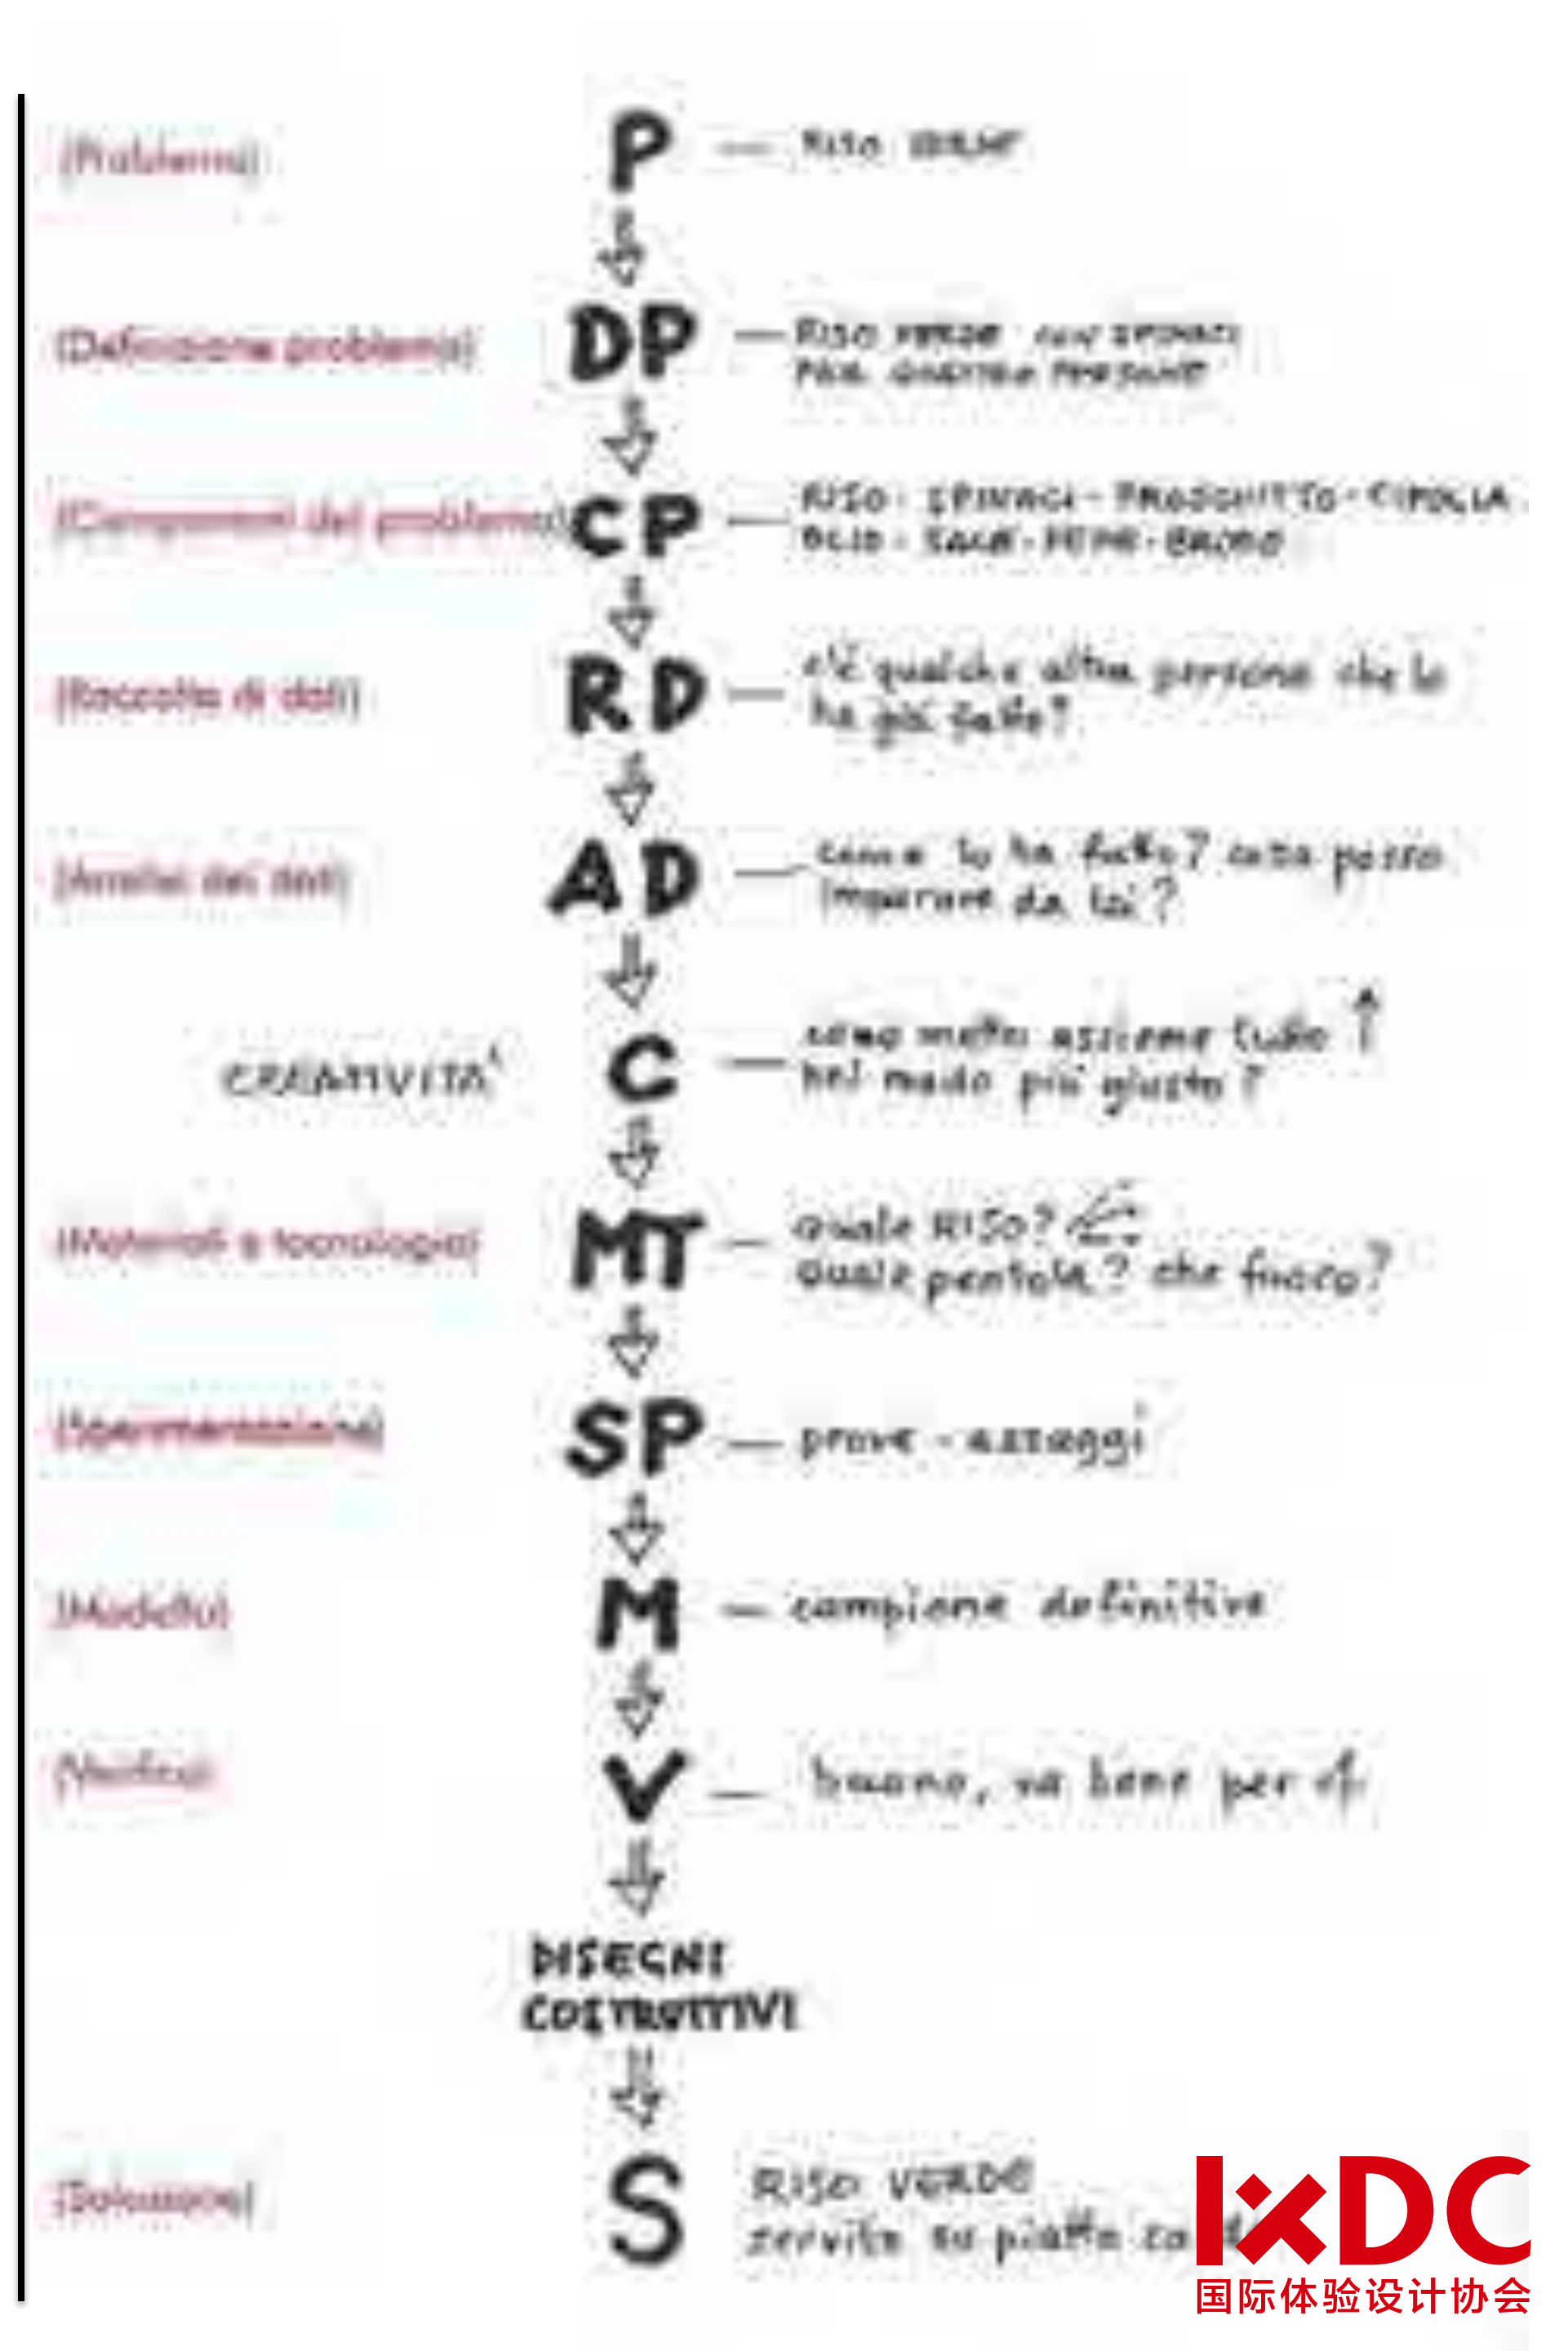 (Problema)
P
RISO VERDE
(Definizione problema)
DP
RISO VERDE CON SPINACI
PER QUATTRO PERSONE
(Componenti del problema)
CP
RISO - SPINACI - PROSCIUTTO - CIPOLLA -
OLIO - SALE - PEPE - BRODO
(Raccolta di dati)
RD
c'è qualche altra persona che lo
ha già fatto?
(Analisi dei dati)
AD
come lo ha fatto? cosa posso
imparare da lui?
CREATIVITA'
C
come metto assieme tutto
nel modo più giusto?
(Materiali e tecnologie)
MT
quale RISO?
quale pentola? che fuoco?
(Sperimentazione)
SP
prove - assaggi
(Modello)
M
campione definitivo
(Verifica)
V
buono, va bene per 4
DISEGNI
COSTRUTTIVI
(Soluzione)
S
RISO VERDE
servito su piatto
IXDC
国际体验设计协会